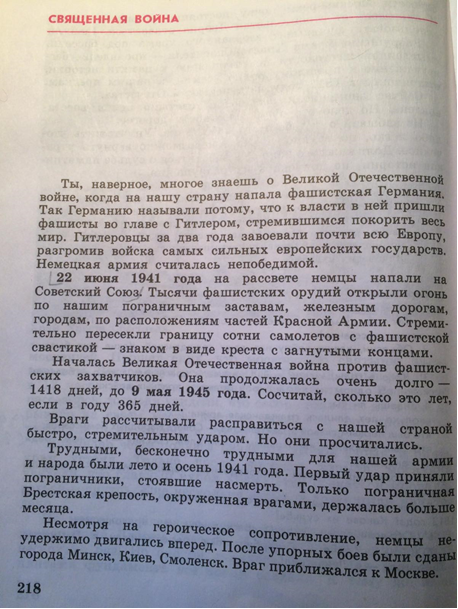 СВЯЩЕННАЯ ВОЙНА
Ты, наверное, многое знаешь о Великой Отечественной
войне, когда на нашу страну напала фашистская Германия.
Так Германию называли потому, что к власти в ней пришли
фашисты во главе с Гитлером, стремившимся покорить весь
мир. Гитлеровцы за два года завоевали почти всю Европу,
разгромив войска самых сильных европейских государств.
Немецкая армия считалась непобедимой.
22 июня 1941 года на рассвете немцы напали на
Советский Союз. Тысячи фашистских орудий открыли огонь
по нашим пограничным заставам, железным дорогам,
городам, по расположениям частей Красной Армии. Стреми-
тельно пересекли границу сотни самолетов с фашистской
свастикой — знаком в виде креста с загнутыми концами.
Началась Великая Отечественная война против фашист-
ских захватчиков. Она продолжалась очень долго —
1418 дней, до 9 мая 1945 года. Сосчитай, сколько это лет,
если в году 365 дней.
Враги рассчитывали расправиться с нашей страной
быстро, стремительным ударом. Но они просчитались.
Трудными, бесконечно трудными для нашей армии
и народа были лето и осень 1941 года. Первый удар приняли
пограничники, стоявшие насмерть. Только пограничная
Брестская крепость, окруженная врагами, держалась больше
месяца.
Несмотря на героическое сопротивление, немцы не-
удержимо двигались вперед. После упорных боев были сданы
города Минск, Киев, Смоленск. Враг приближался к Москве.
218